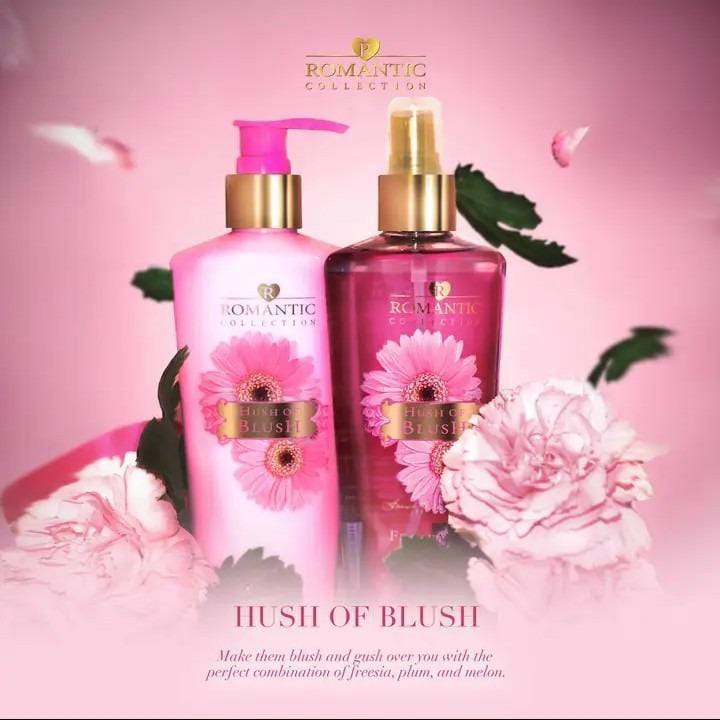 R
ROMANTIC
COLLECTION
R
ROMANTIC
COLLECTION
HUSH OF
BLUSH
R
ROMANTIC
COLLECTION
HUSH OF
BLUSH
HUSH OF BLUSH
Make them blush and gush over you with the
perfect combination of freesia, plum, and melon.